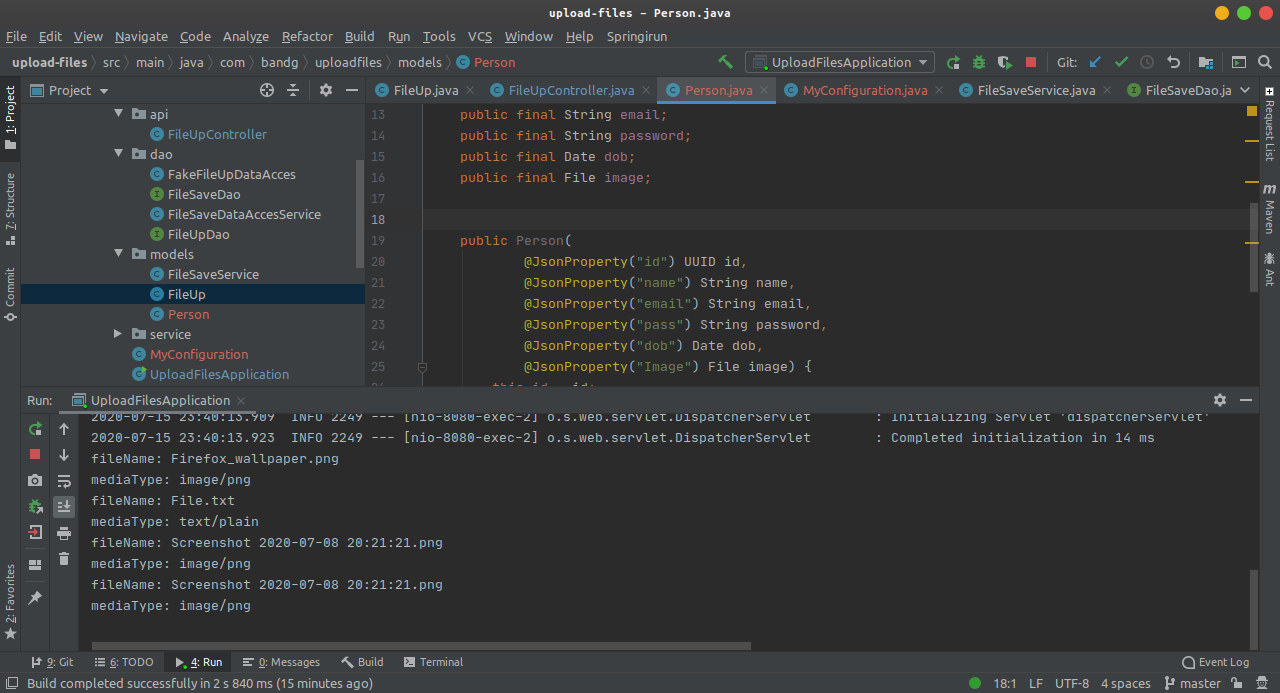 upload-files – Person.java
File Edit View Navigate Code Analyze Refactor Build Run Tools VCS Window Help Springirun
upload-files src main java com bandg uploadfiles models Person UploadFilesApplication Git:
1: Project
7: Structure
Commit
2: Favorites
Project
api
FileUpController
dao
FakeFileUpDataAcces
FileSaveDao
FileSaveDataAccesService
FileUpDao
models
FileSaveService
FileUp
Person
service
MyConfiguration
UploadFilesApplication
FileUp.java FileUpController.java Person.java MyConfiguration.java FileSaveService.java FileSaveDao.ja
13 public final String email;
14 public final String password;
15 public final Date dob;
16 public final File image;
17
18
19 public Person(
20 @JsonProperty("id") UUID id,
21 @JsonProperty("name") String name,
22 @JsonProperty("email") String email,
23 @JsonProperty("pass") String password,
24 @JsonProperty("dob") Date dob,
25 @JsonProperty("Image") File image) {
Request List
m Maven
Ant
Run: UploadFilesApplication
2020-07-15 23:40:13.909 INFO 2249 --- [nio-8080-exec-2] o.s.web.servlet.DispatcherServlet : Initializing Servlet 'dispatcherServlet'
2020-07-15 23:40:13.923 INFO 2249 --- [nio-8080-exec-2] o.s.web.servlet.DispatcherServlet : Completed initialization in 14 ms
fileName: Firefox_wallpaper.png
mediaType: image/png
fileName: File.txt
mediaType: text/plain
fileName: Screenshot 2020-07-08 20:21:21.png
mediaType: image/png
fileName: Screenshot 2020-07-08 20:21:21.png
mediaType: image/png
9: Git 6: TODO 4: Run 0: Messages Build Terminal Event Log
Build completed successfully in 2 s 840 ms (15 minutes ago) 18:1 LF UTF-8 4 spaces master